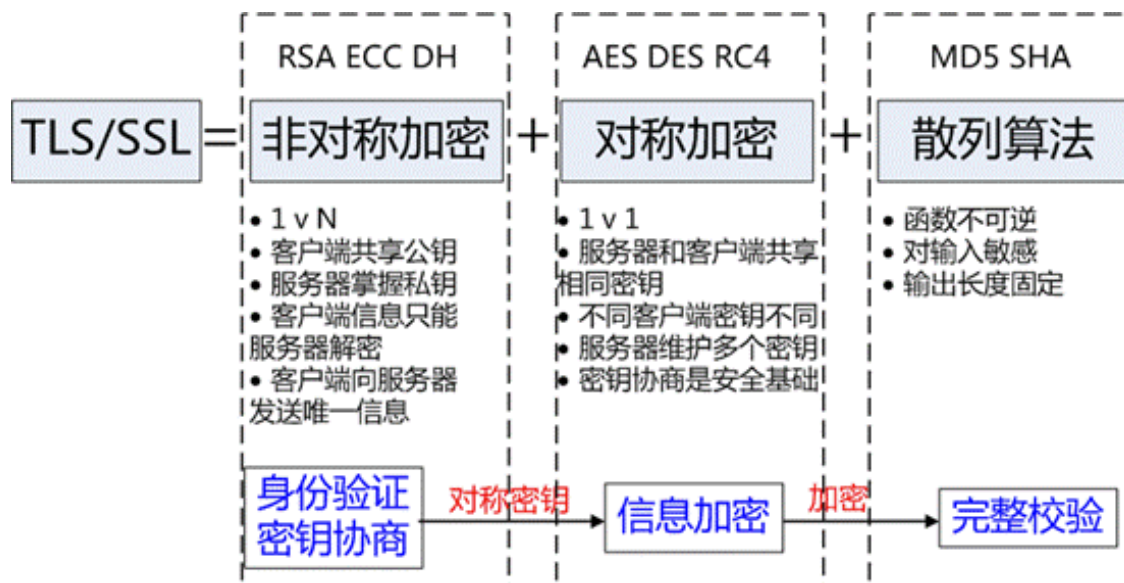 RSA ECC DH
AES DES RC4
MD5 SHA
TLS/SSL = 非对称加密 + 对称加密 + 散列算法
• 1 v N
• 客户端共享公钥
• 服务器掌握私钥
• 客户端信息只能
服务器解密
• 客户端向服务器
发送唯一信息
• 1 v 1
• 服务器和客户端共享
相同密钥
• 不同客户端密钥不同
• 服务器维护多个密钥
• 密钥协商是安全基础
• 函数不可逆
• 对输入敏感
• 输出长度固定
身份验证
密钥协商
对称密钥
信息加密
加密
完整校验